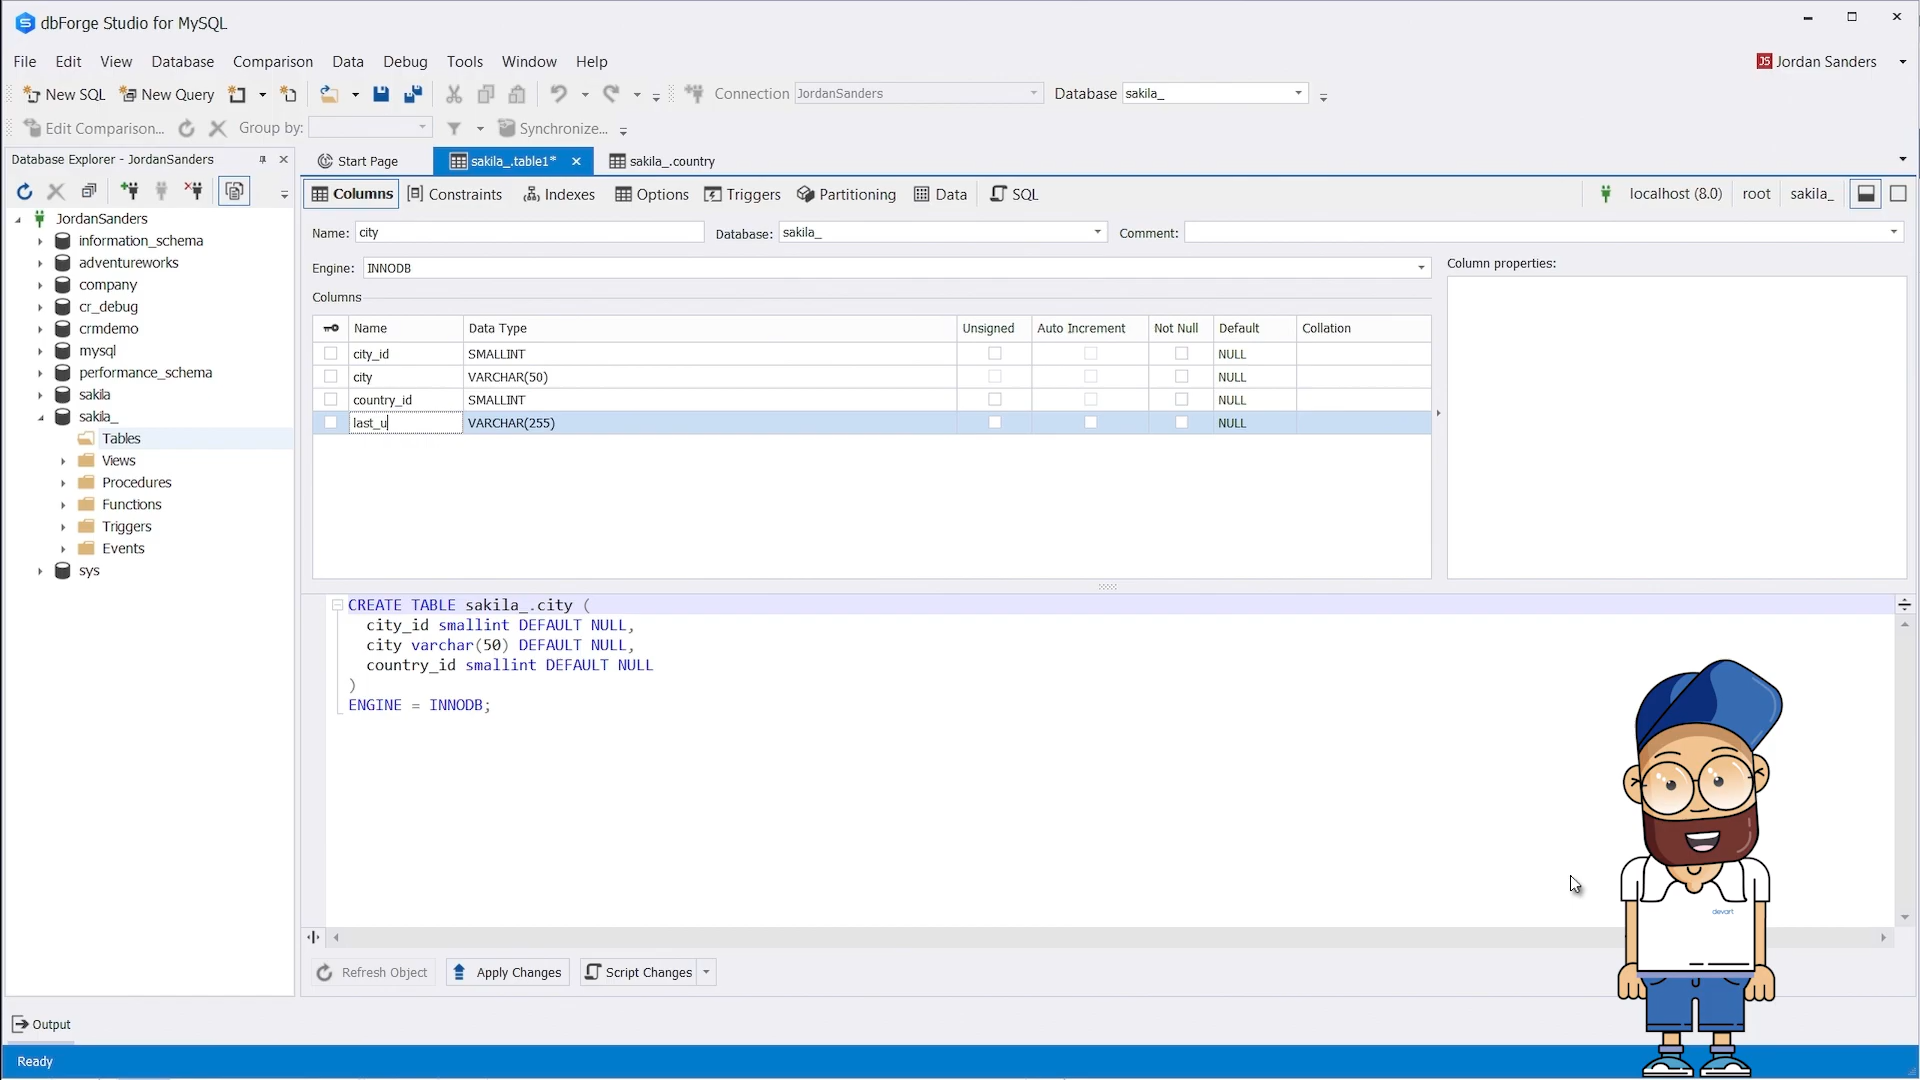 dbForge Studio for MySQL
File Edit View Database Comparison Data Debug Tools Window Help
JS Jordan Sanders
New SQL New Query Connection JordanSanders Database sakila_
Edit Comparison... Group by: Synchronize...
Database Explorer - JordanSanders
Start Page sakila_.table1* sakila_.country
Columns Constraints Indexes Options Triggers Partitioning Data SQL
localhost (8.0) root sakila_
JordanSanders
information_schema
adventureworks
company
cr_debug
crmdemo
mysql
performance_schema
sakila
sakila_
Tables
Views
Procedures
Functions
Triggers
Events
sys
Name: city Database: sakila_ Comment:
Engine: INNODB
Column properties:
Columns
Name Data Type Unsigned Auto Increment Not Null Default Collation
city_id SMALLINT NULL
city VARCHAR(50) NULL
country_id SMALLINT NULL
last_u VARCHAR(255) NULL
CREATE TABLE sakila_.city (
city_id smallint DEFAULT NULL,
city varchar(50) DEFAULT NULL,
country_id smallint DEFAULT NULL
)
ENGINE = INNODB;
devart
Refresh Object Apply Changes Script Changes
Output
Ready